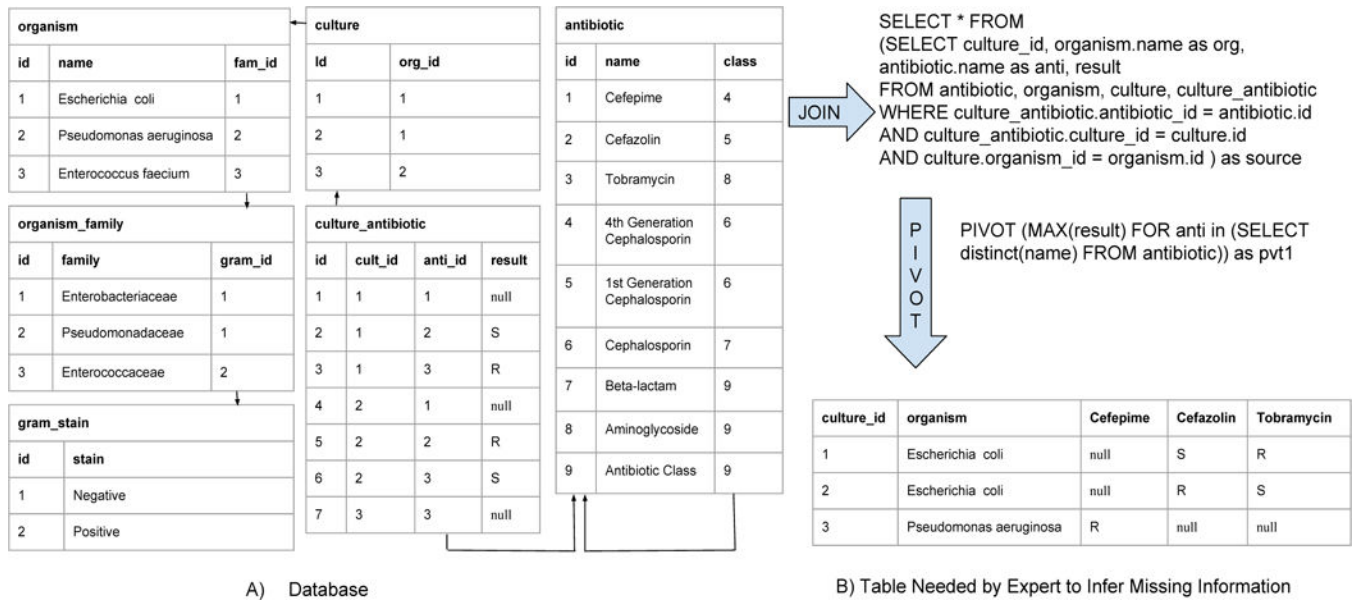 organism
id name fam_id
1 Escherichia coli 1
2 Pseudomonas aeruginosa 2
3 Enterococcus faecium 3
organism_family
id family gram_id
1 Enterobacteriaceae 1
2 Pseudomonadaceae 1
3 Enterococcaceae 2
gram_stain
id stain
1 Negative
2 Positive
culture
Id org_id
1 1
2 1
3 2
culture_antibiotic
id cult_id anti_id result
1 1 1 null
2 1 2 S
3 1 3 R
4 2 1 null
5 2 2 R
6 2 3 S
7 3 3 null
antibiotic
id name class
1 Cefepime 4
2 Cefazolin 5
3 Tobramycin 8
4 4th Generation 6
Cephalosporin
5 1st Generation 6
Cephalosporin
6 Cephalosporin 7
7 Beta-lactam 9
8 Aminoglycoside 9
9 Antibiotic Class 9
A) Database
JOIN
SELECT * FROM
(SELECT culture_id, organism.name as org,
antibiotic.name as anti, result
FROM antibiotic, organism, culture, culture_antibiotic
WHERE culture_antibiotic.antibiotic_id = antibiotic.id
AND culture_antibiotic.culture_id = culture.id
AND culture.organism_id = organism.id ) as source
P
I
V
O
T
PIVOT (MAX(result) FOR anti in (SELECT
distinct(name) FROM antibiotic)) as pvt1
culture_id organism Cefepime Cefazolin Tobramycin
1 Escherichia coli null S R
2 Escherichia coli null R S
3 Pseudomonas aeruginosa R null null
B) Table Needed by Expert to Infer Missing Information